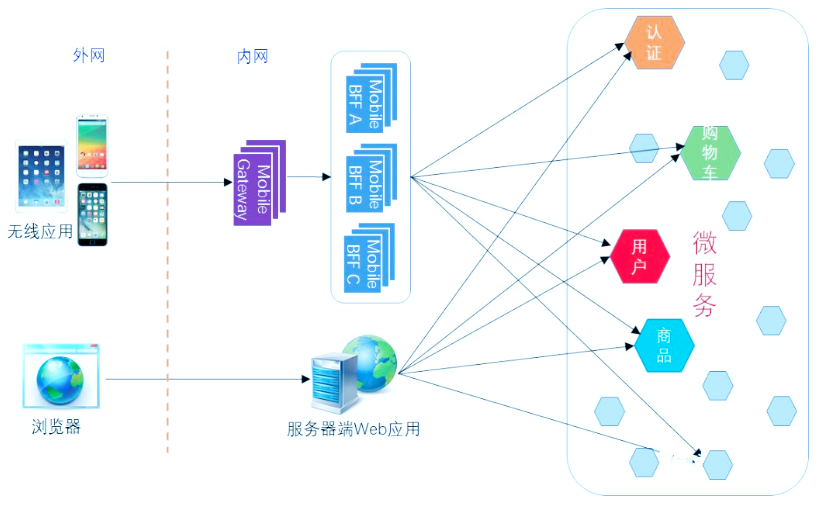 外网
内网
无线应用
浏览器
Mobile
Gateway
Mobile
BFF A
Mobile
BFF B
Mobile
BFF C
服务器端Web应用
认
证
购
物
车
用
户
商
品
微
服
务